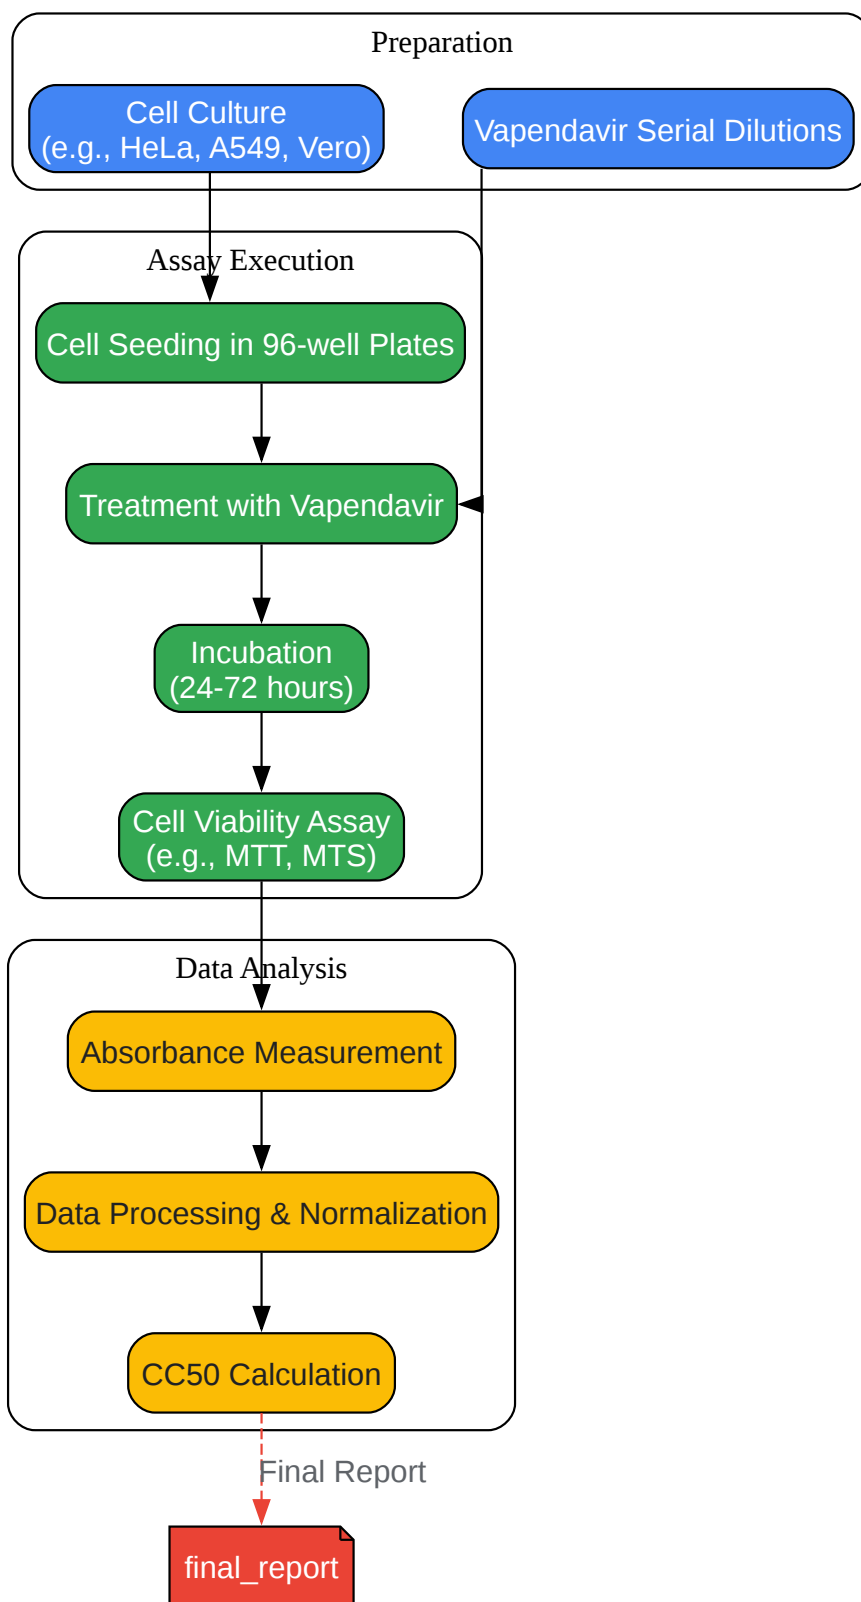 Preparation
Cell Culture
(e.g., HeLa, A549, Vero)
Vapendavir Serial Dilutions
Assay Execution
Cell Seeding in 96-well Plates
Treatment with Vapendavir
Incubation
(24-72 hours)
Cell Viability Assay
(e.g., MTT, MTS)
Data Analysis
Absorbance Measurement
Data Processing & Normalization
CC50 Calculation
Final Report
final_report